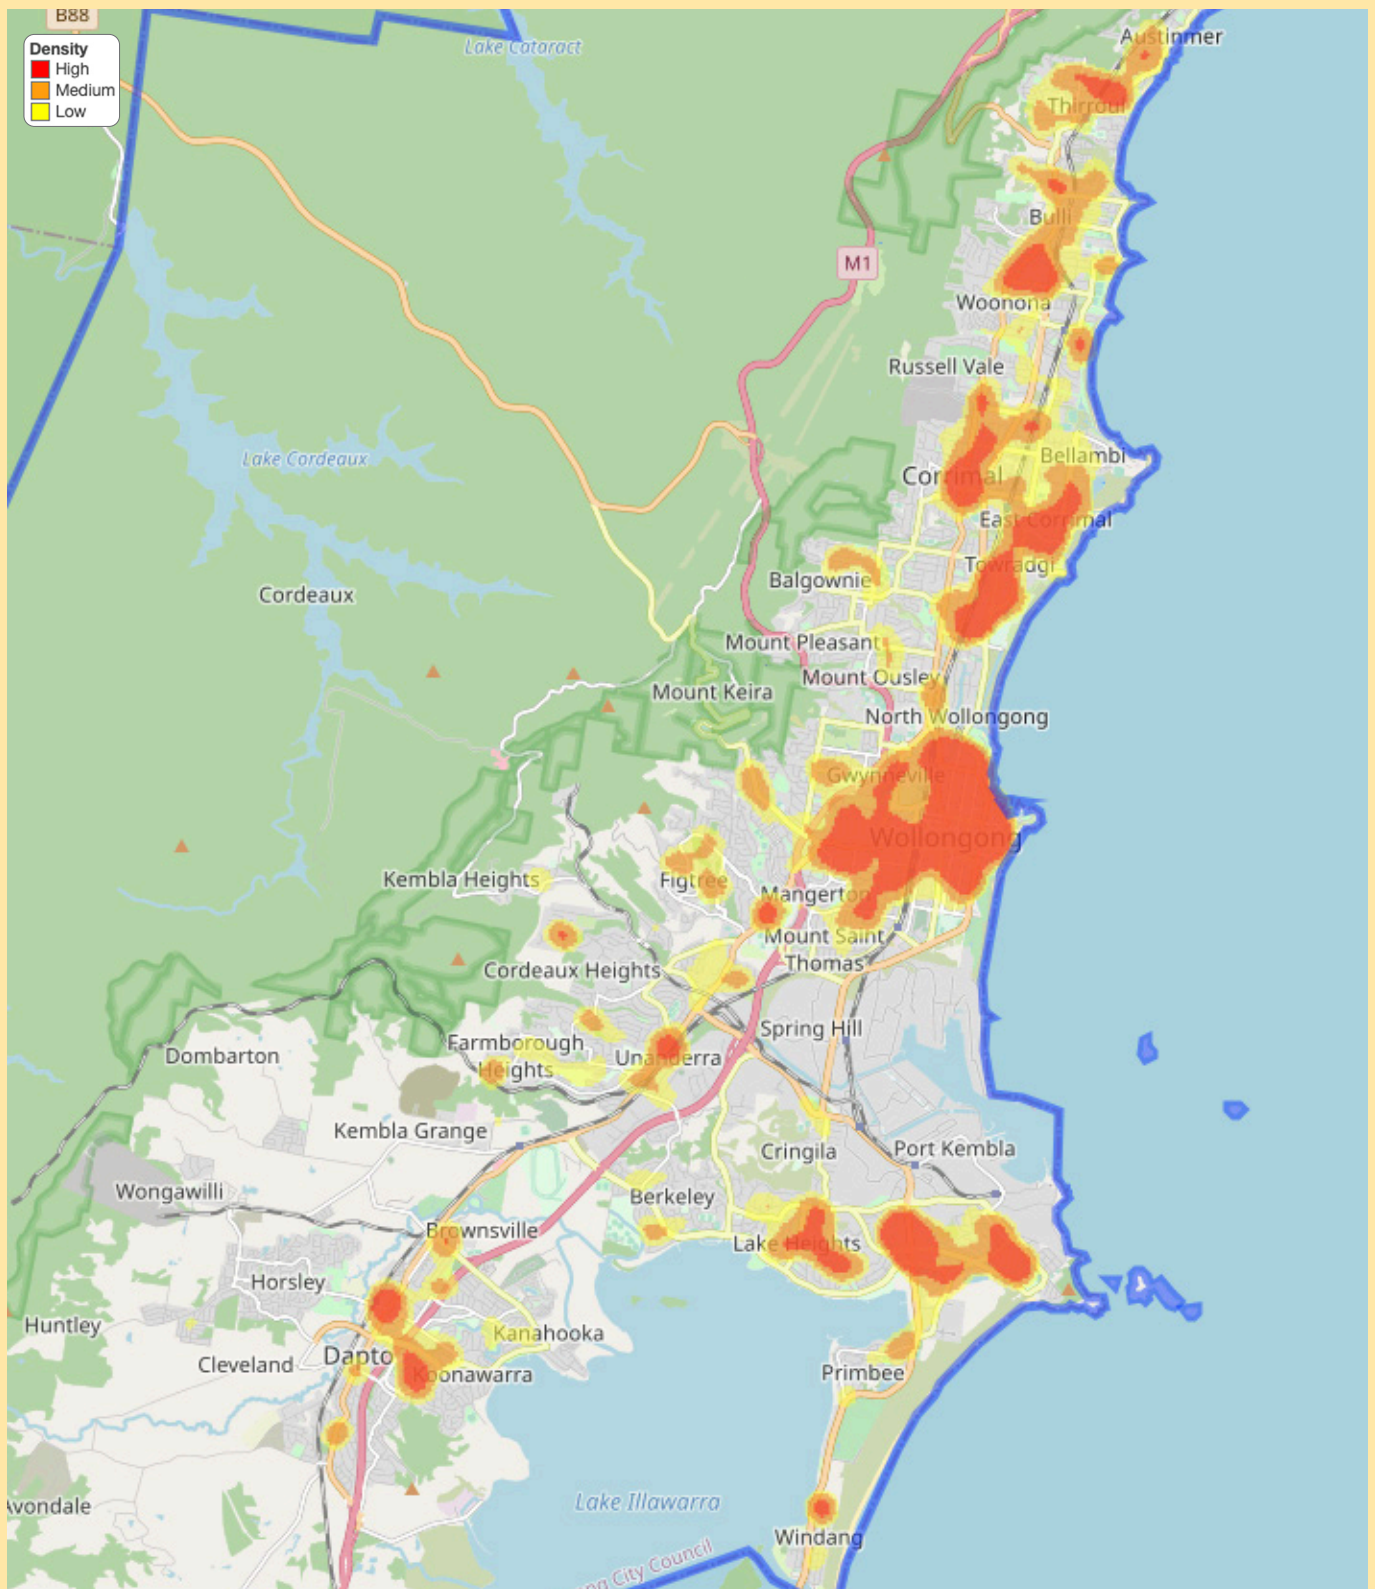 B88
Density
High
Medium
Low
Lake Cataract
Austinmer
Thirroul
Bulli
M1
Woonona
Russell Vale
Lake Cordeaux
Bellambi
Corrimal
East Corrimal
Towradgi
Balgownie
Cordeaux
Mount Pleasant
Mount Ousley
Mount Keira
North Wollongong
Gwynneville
Wollongong
Kembla Heights
Figtree
Mangerton
Mount Saint
Thomas
Cordeaux Heights
Spring Hill
Farmborough
Heights
Unanderra
Dombarton
Kembla Grange
Cringila
Port Kembla
Wongawilli
Berkeley
Brownsville
Lake Heights
Horsley
Huntley
Kanahooka
Dapto
Cleveland
Koonawarra
Primbee
Avondale
Lake Illawarra
Windang
ng City Council